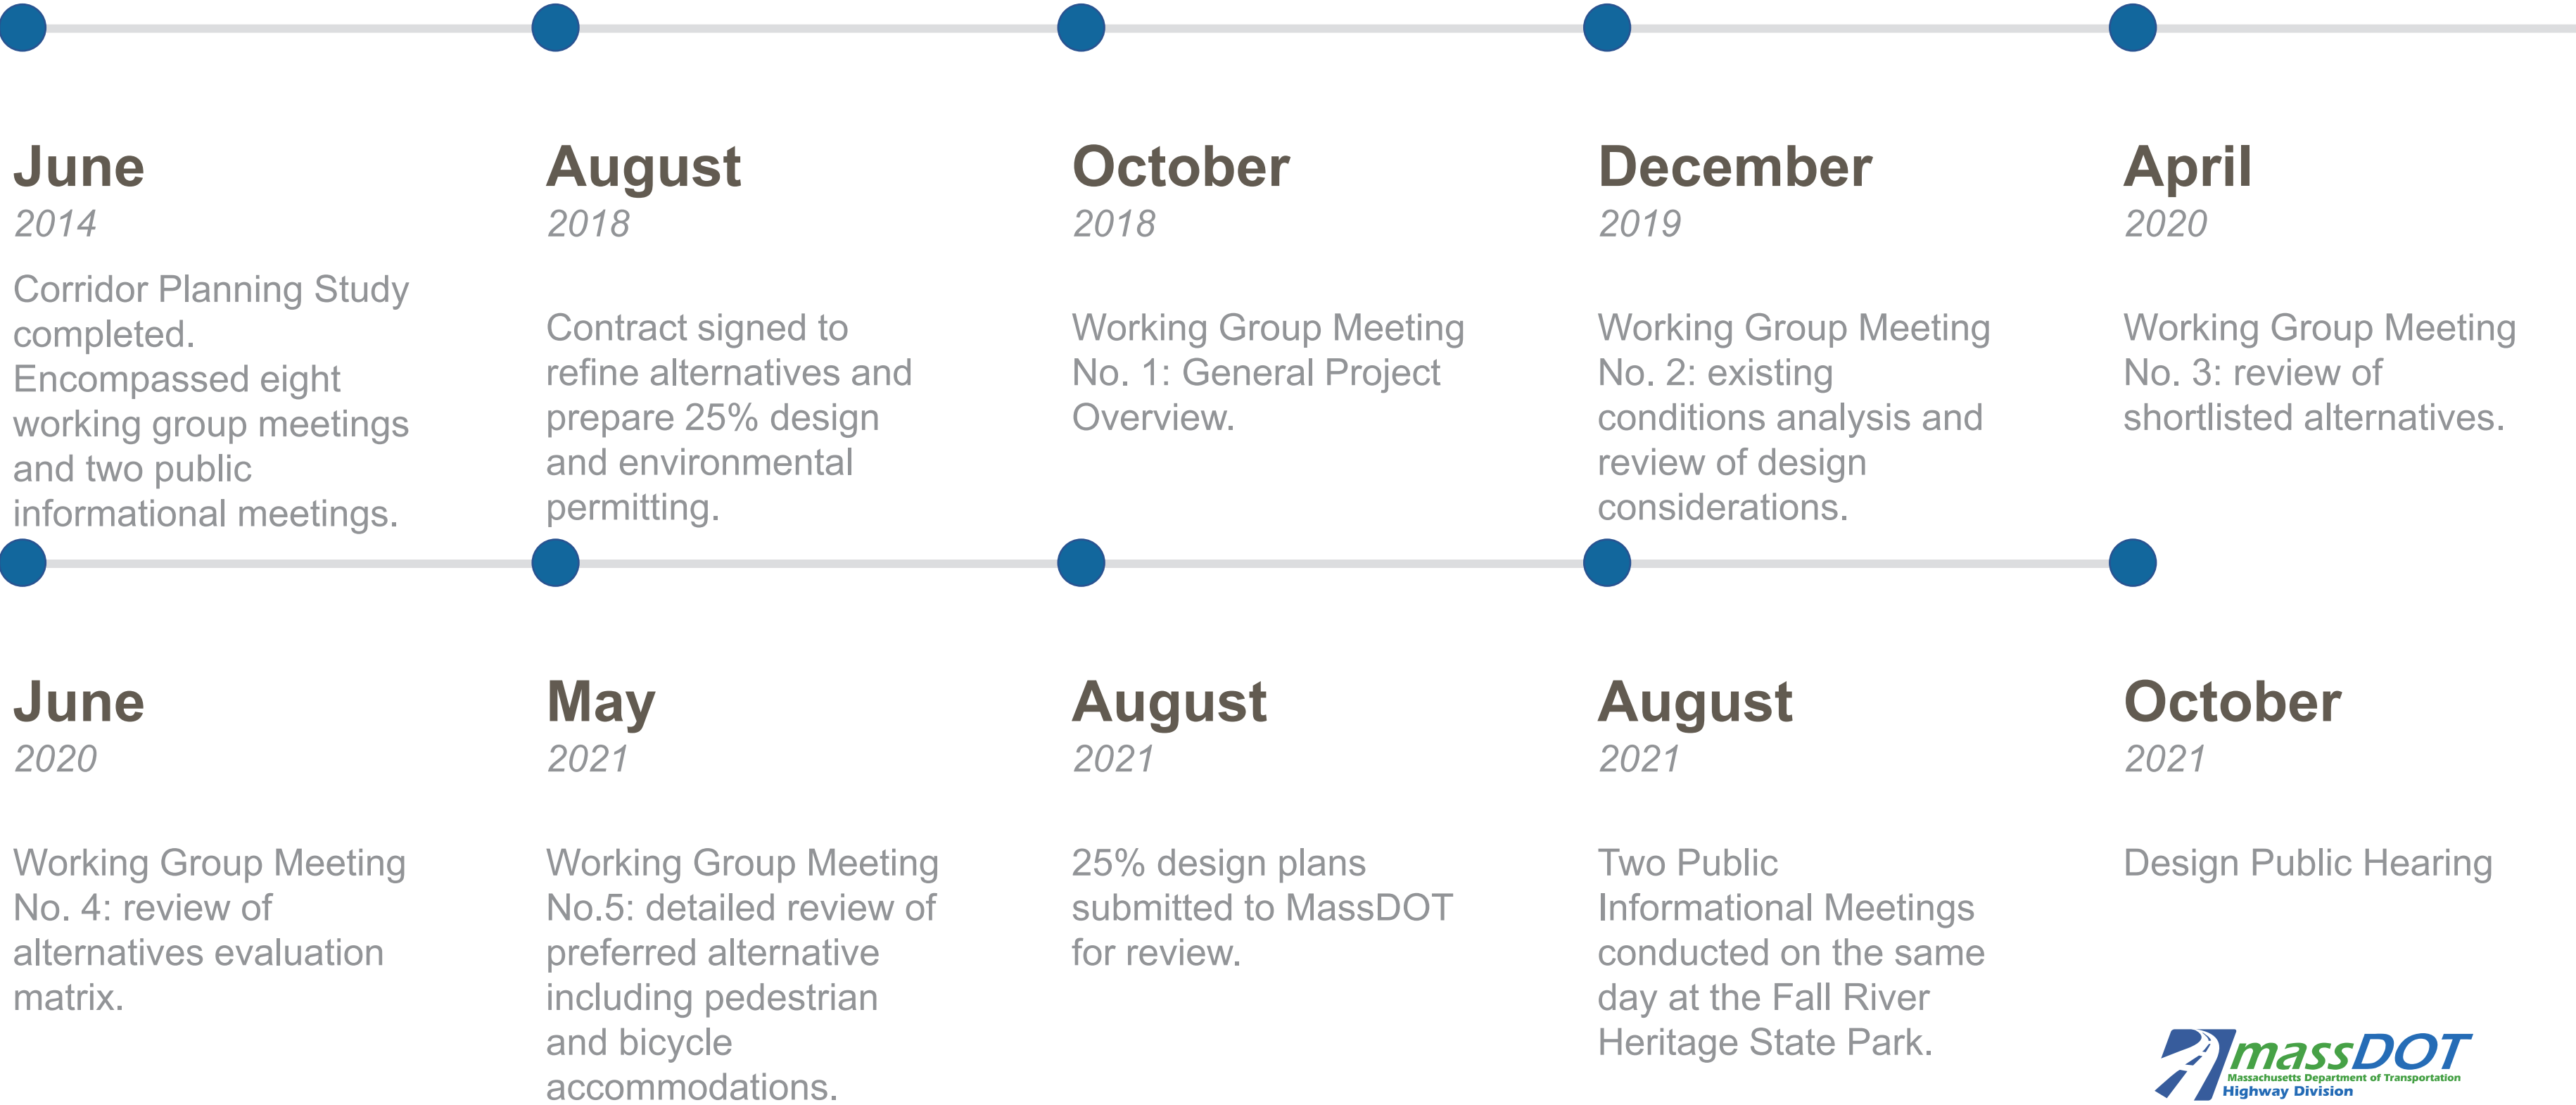 June
2014
Corridor Planning Study
completed.
Encompassed eight
working group meetings
and two public
informational meetings.
August
2018
Contract signed to
refine alternatives and
prepare 25% design
and environmental
permitting.
October
2018
Working Group Meeting
No. 1: General Project
Overview.
December
2019
Working Group Meeting
No. 2: existing
conditions analysis and
review of design
considerations.
April
2020
Working Group Meeting
No. 3: review of
shortlisted alternatives.
June
2020
Working Group Meeting
No. 4: review of
alternatives evaluation
matrix.
May
2021
Working Group Meeting
No.5: detailed review of
preferred alternative
including pedestrian
and bicycle
accommodations.
August
2021
25% design plans
submitted to MassDOT
for review.
August
2021
Two Public
Informational Meetings
conducted on the same
day at the Fall River
Heritage State Park.
October
2021
Design Public Hearing
massDOT
Massachusetts Department of Transportation
Highway Division